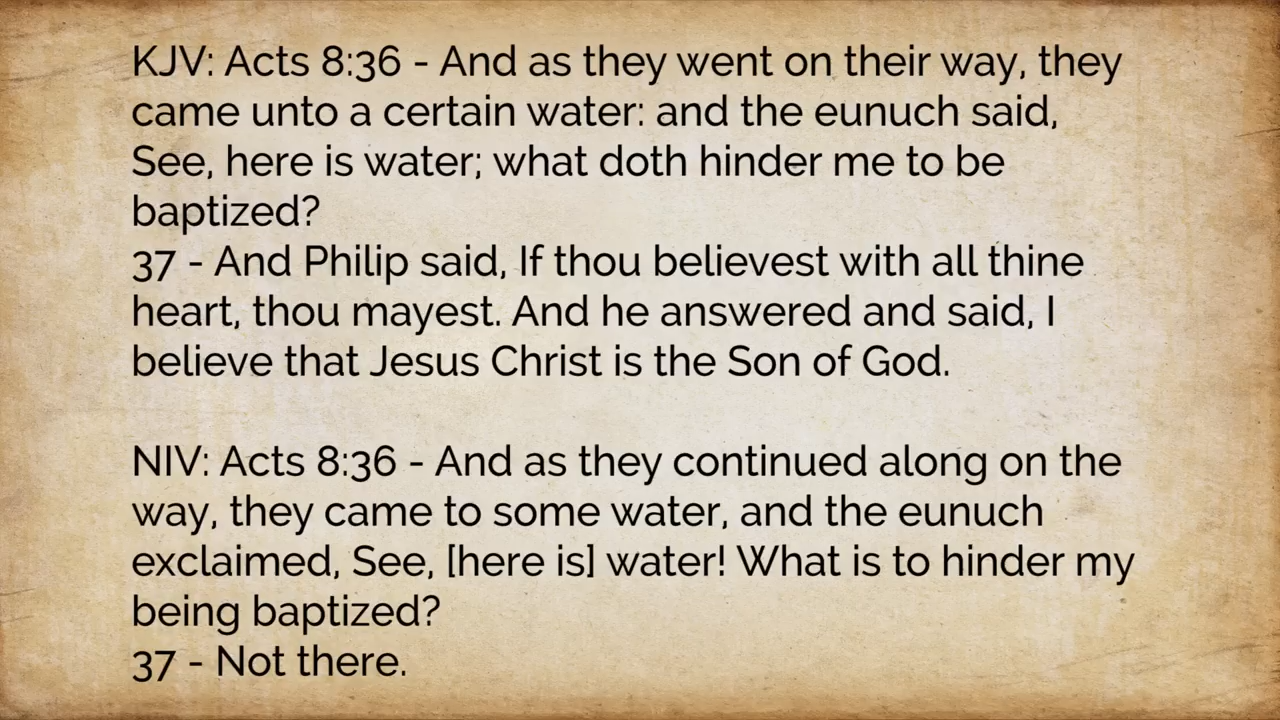 KJV: Acts 8:36 - And as they went on their way, they
came unto a certain water: and the eunuch said,
See, here is water; what doth hinder me to be
baptized?
37 - And Philip said, If thou believest with all thine
heart, thou mayest. And he answered and said, I
believe that Jesus Christ is the Son of God.

NIV: Acts 8:36 - And as they continued along on the
way, they came to some water, and the eunuch
exclaimed, See, [here is] water! What is to hinder my
being baptized?
37 - Not there.